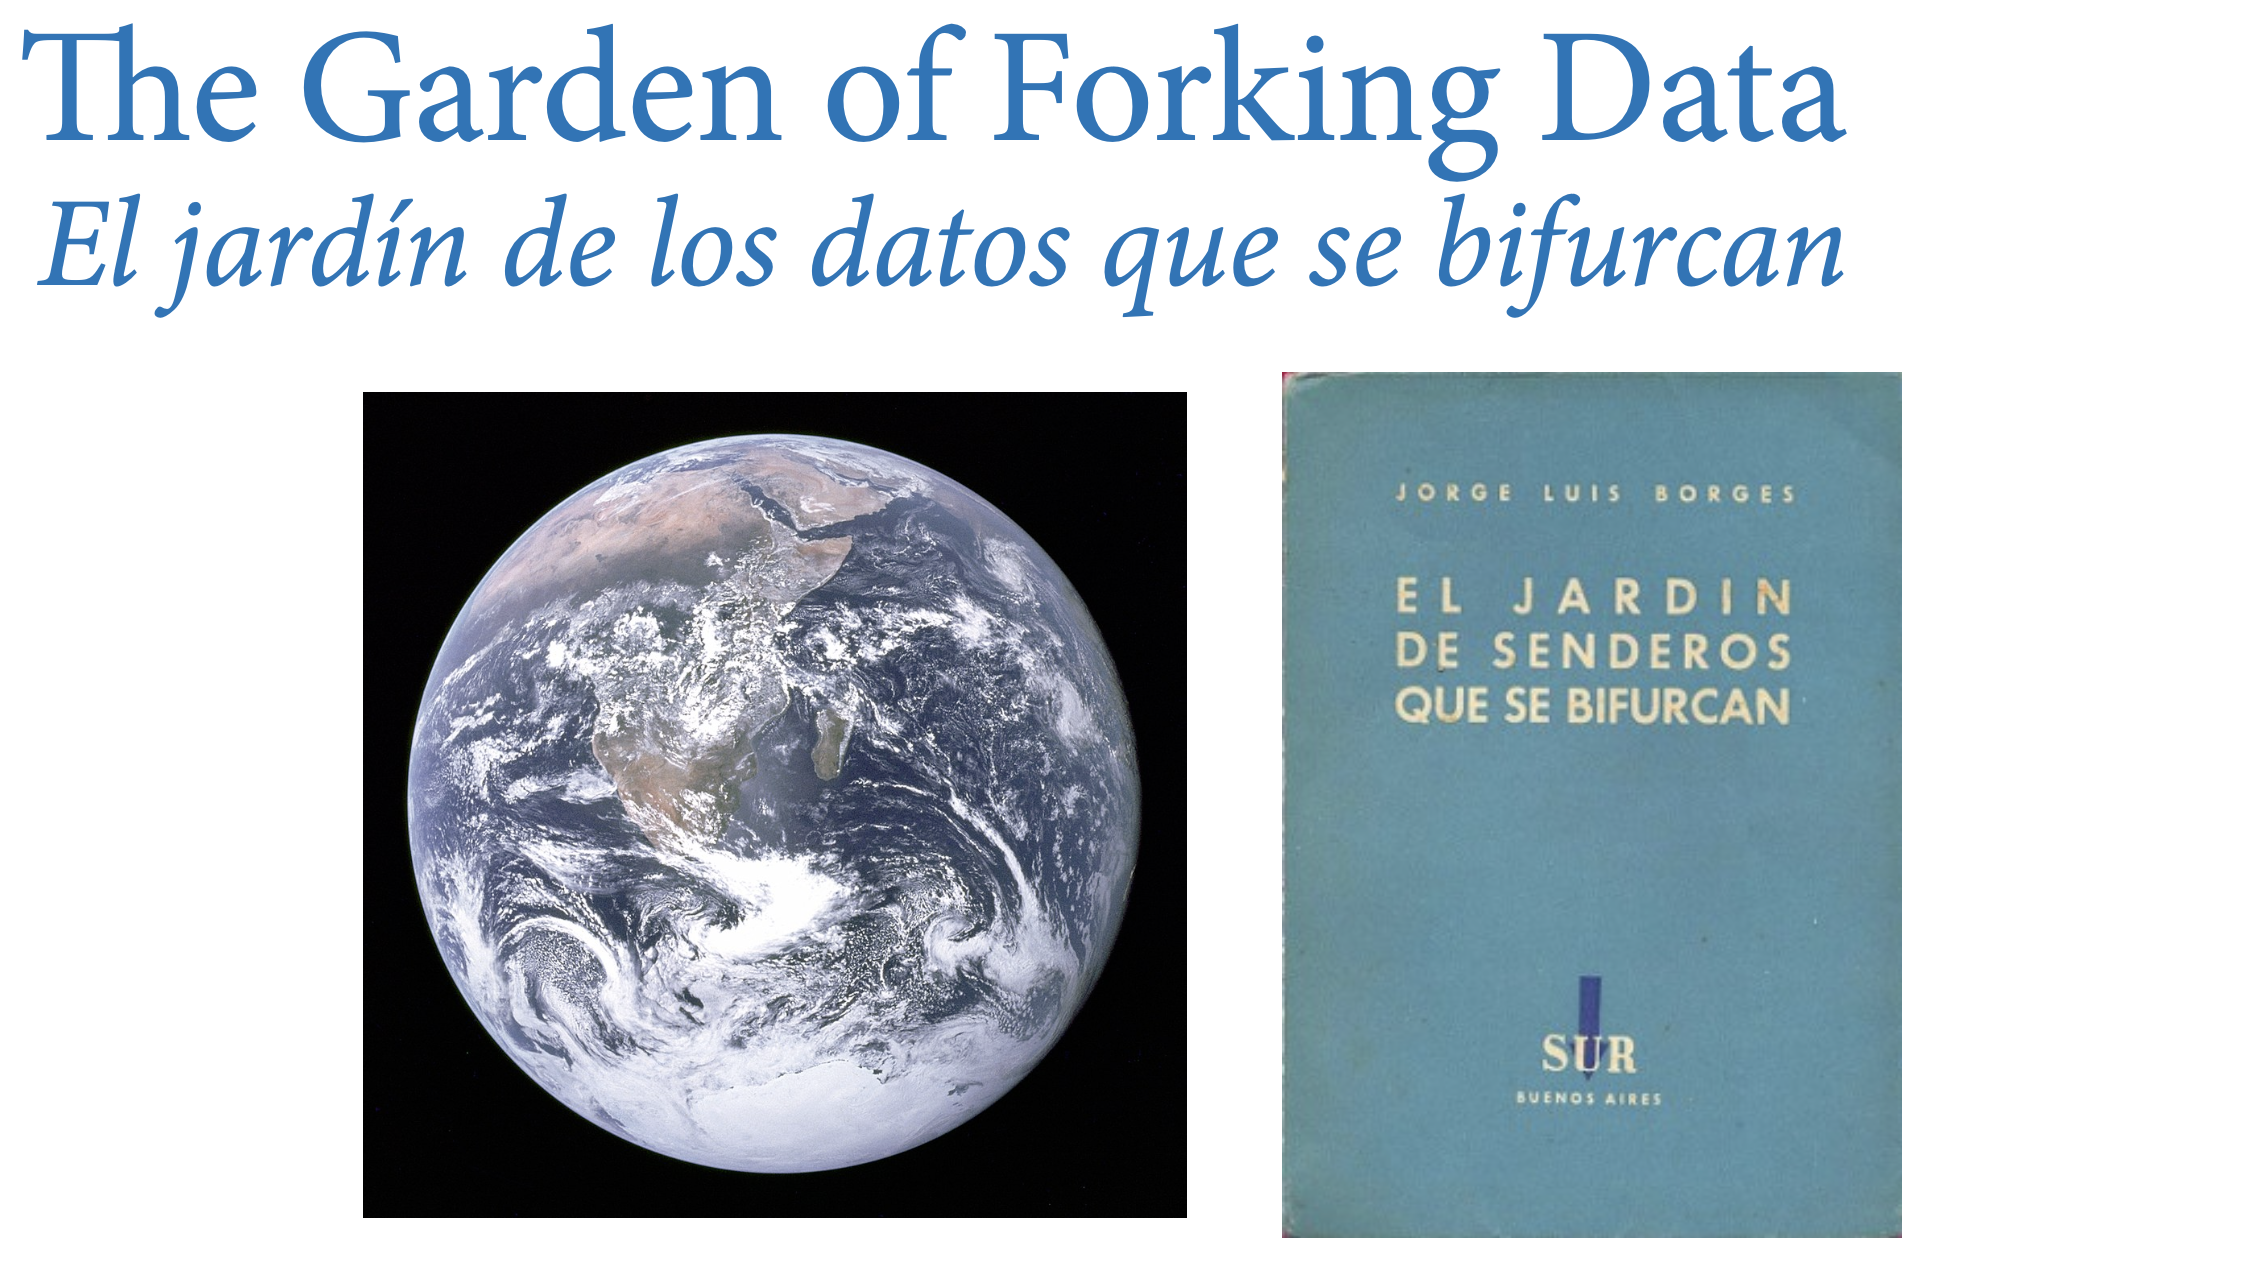 The Garden of Forking Data
El jardín de los datos que se bifurcan
JORGE LUIS BORGES
EL JARDIN
DE SENDEROS
QUE SE BIFURCAN
SUR
BUENOS AIRES